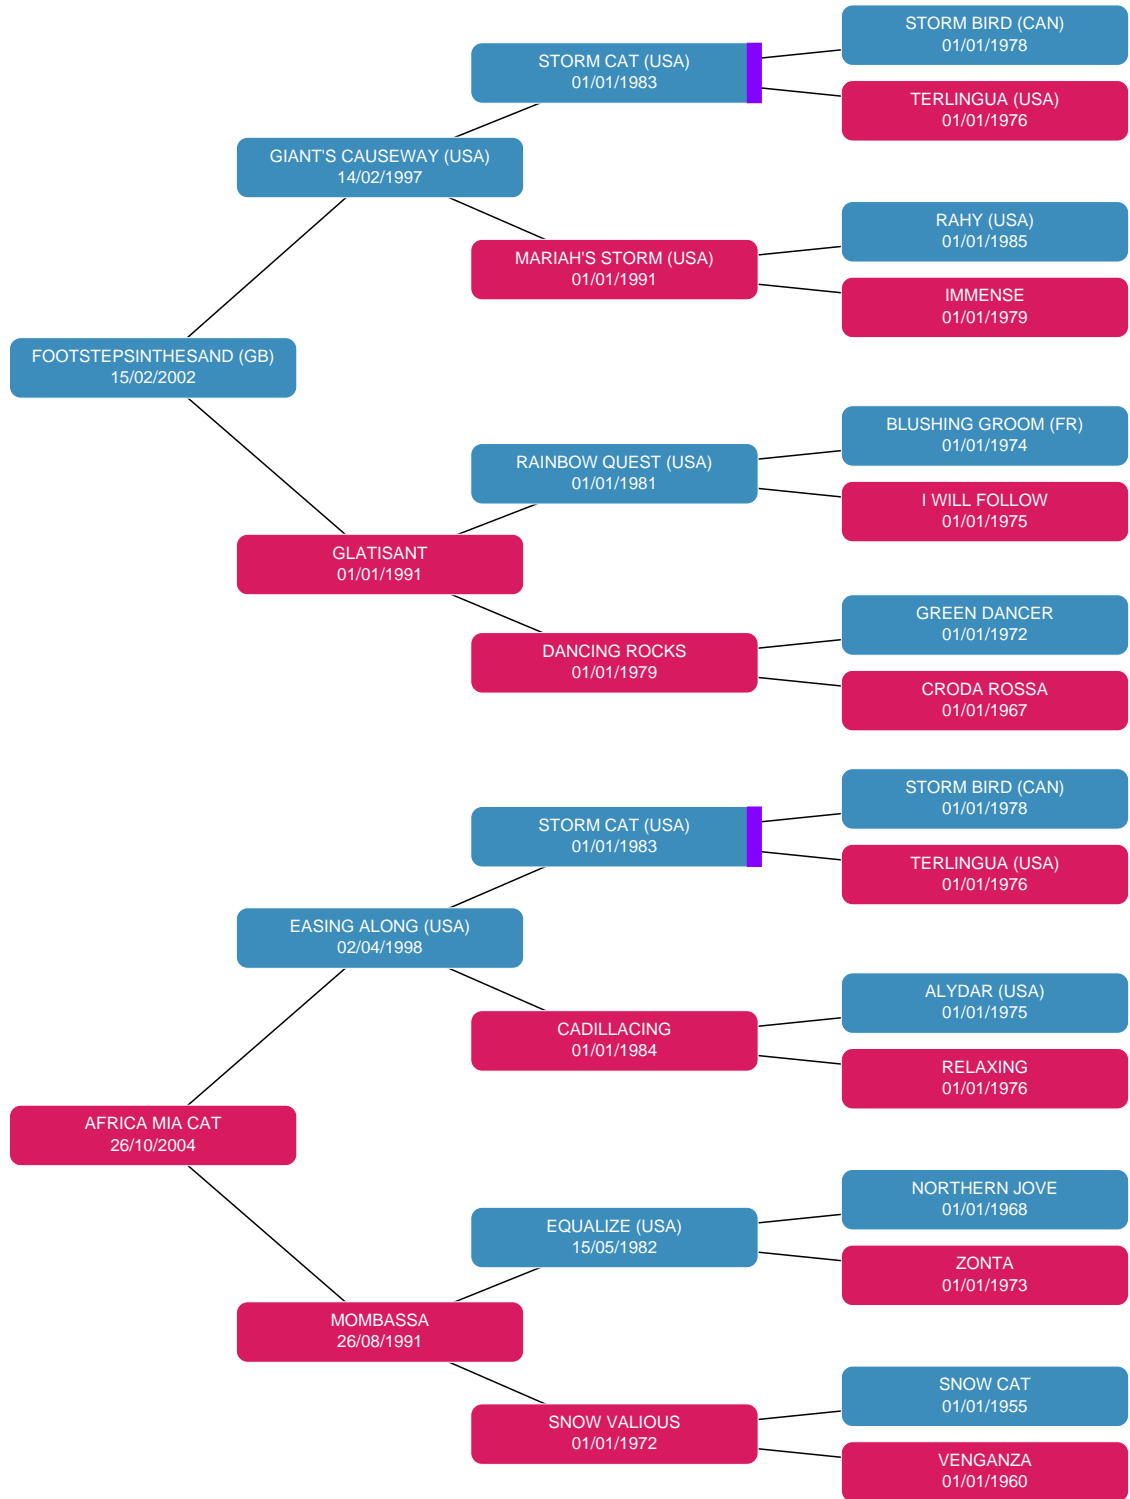 STORM BIRD (CAN)
01/01/1978
STORM CAT (USA)
01/01/1983
TERLINGUA (USA)
01/01/1976
GIANT'S CAUSEWAY (USA)
14/02/1997
RAHY (USA)
01/01/1985
MARIAH'S STORM (USA)
01/01/1991
IMMENSE
01/01/1979
FOOTSTEPSINTHESAND (GB)
15/02/2002
BLUSHING GROOM (FR)
01/01/1974
RAINBOW QUEST (USA)
01/01/1981
I WILL FOLLOW
01/01/1975
GLATISANT
01/01/1991
GREEN DANCER
01/01/1972
DANCING ROCKS
01/01/1979
CRODA ROSSA
01/01/1967
STORM BIRD (CAN)
01/01/1978
STORM CAT (USA)
01/01/1983
TERLINGUA (USA)
01/01/1976
EASING ALONG (USA)
02/04/1998
ALYDAR (USA)
01/01/1975
CADILLACING
01/01/1984
RELAXING
01/01/1976
AFRICA MIA CAT
26/10/2004
NORTHERN JOVE
01/01/1968
EQUALIZE (USA)
15/05/1982
ZONTA
01/01/1973
MOMBASSA
26/08/1991
SNOW CAT
01/01/1955
SNOW VALIOUS
01/01/1972
VENGANZA
01/01/1960